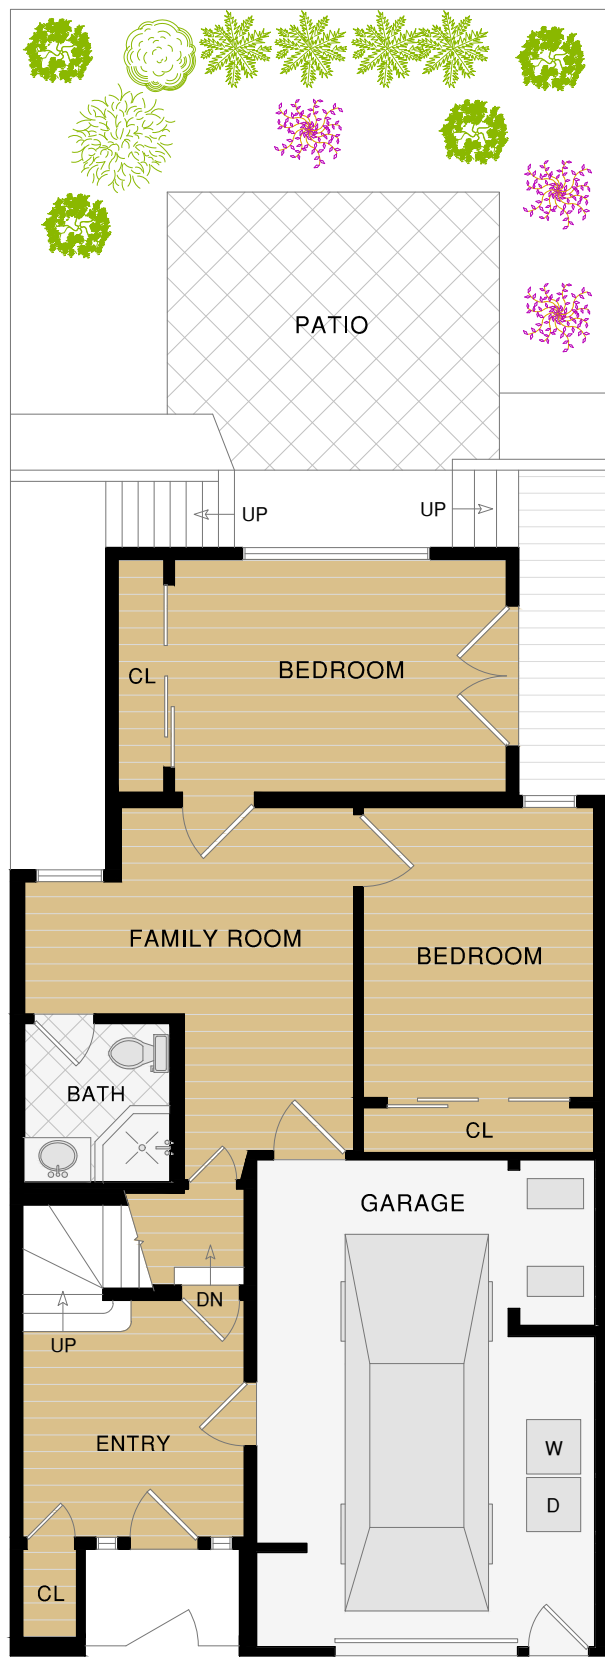 PATIO
UP
UP
CL
BEDROOM
FAMILY ROOM
BEDROOM
BATH
CL
GARAGE
DN
UP
ENTRY
W
D
CL